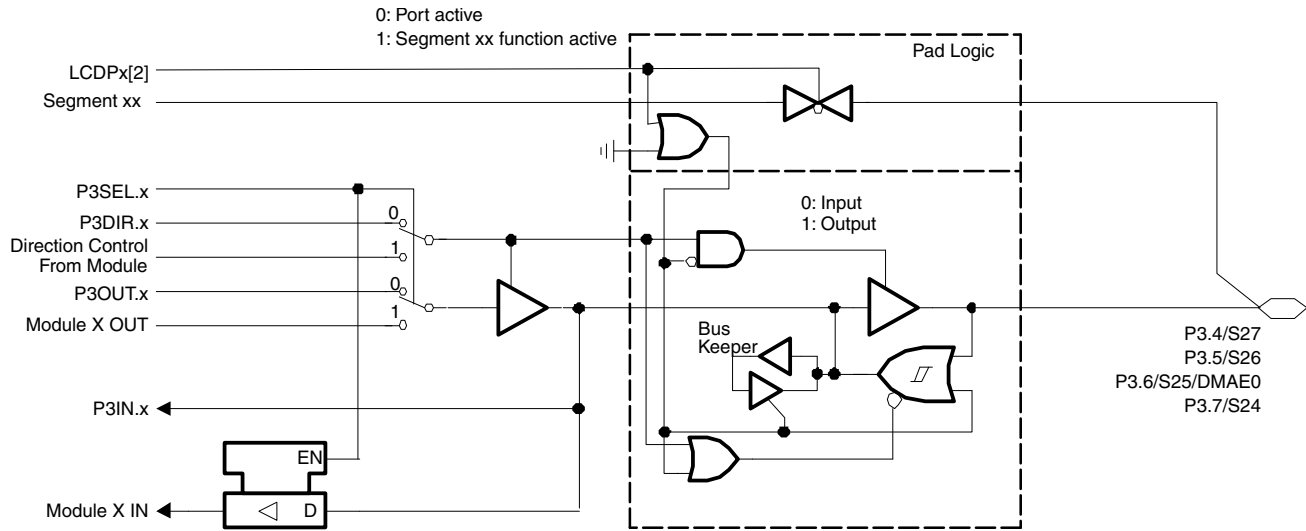 0: Port active
1: Segment xx function active
Pad Logic
LCDPx[2]
Segment xx
P3SEL.x
P3DIR.x
0
Direction Control
From Module
1
0: Input
1: Output
P3OUT.x
0
Module X OUT
1
Bus
Keeper
P3.4/S27
P3.5/S26
P3.6/S25/DMAE0
P3.7/S24
P3IN.x
EN
Module X IN
D